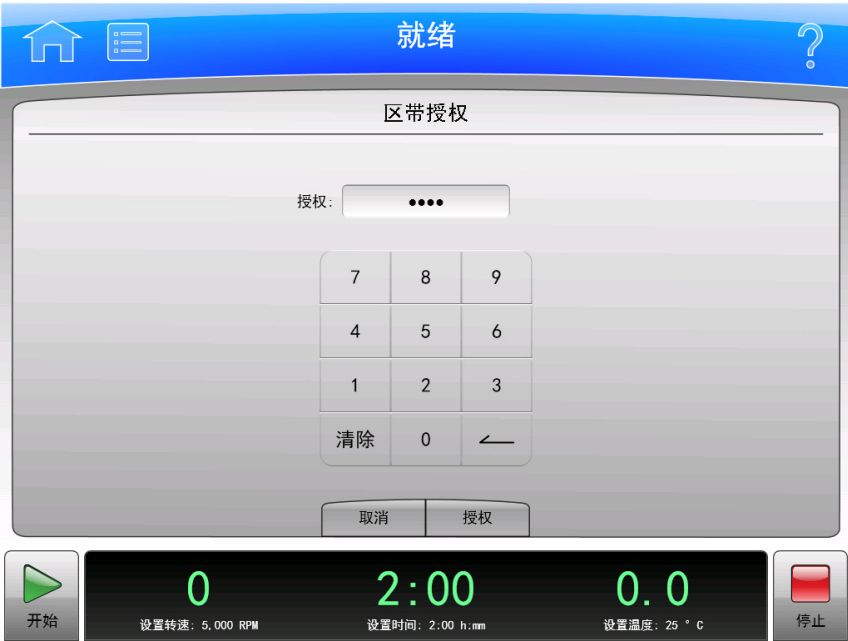 就绪
区带授权
授权: ••••
7 8 9
4 5 6
1 2 3
清除 0
取消 授权
开始 0 2:00 0.0 停止
设置转速: 5,000 RPM 设置时间: 2:00 h:mm 设置温度: 25 ° C